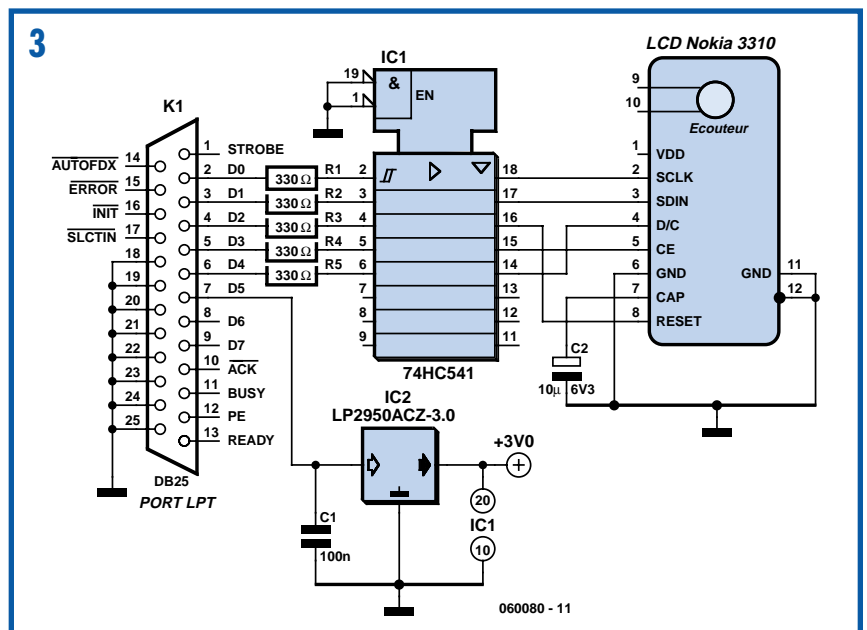 3
K1
14 AUTOFDX
15 ERROR
16 INIT
17 SLCTIN
18
19
20
21
22
23
24
25
1 STROBE
2 D0
3 D1
4 D2
5 D3
6 D4
7 D5
8 D6
9 D7
10 ACK
11 BUSY
12 PE
13 READY
DB25
PORT LPT
330Ω R1
330Ω R2
330Ω R3
330Ω R4
330Ω R5
IC1
19
1
&
EN
2 18
3 17
4 16
5 15
6 14
7 13
8 12
9 11
74HC541
LCD Nokia 3310
9
10
Ecouteur
1 VDD
2 SCLK
3 SDIN
4 D/C
5 CE
6 GND
7 CAP
8 RESET
GND 11
12
C2
10µ 6V3
IC2
LP2950ACZ-3.0
+3V0
20
IC1
10
C1
100n
060080 - 11